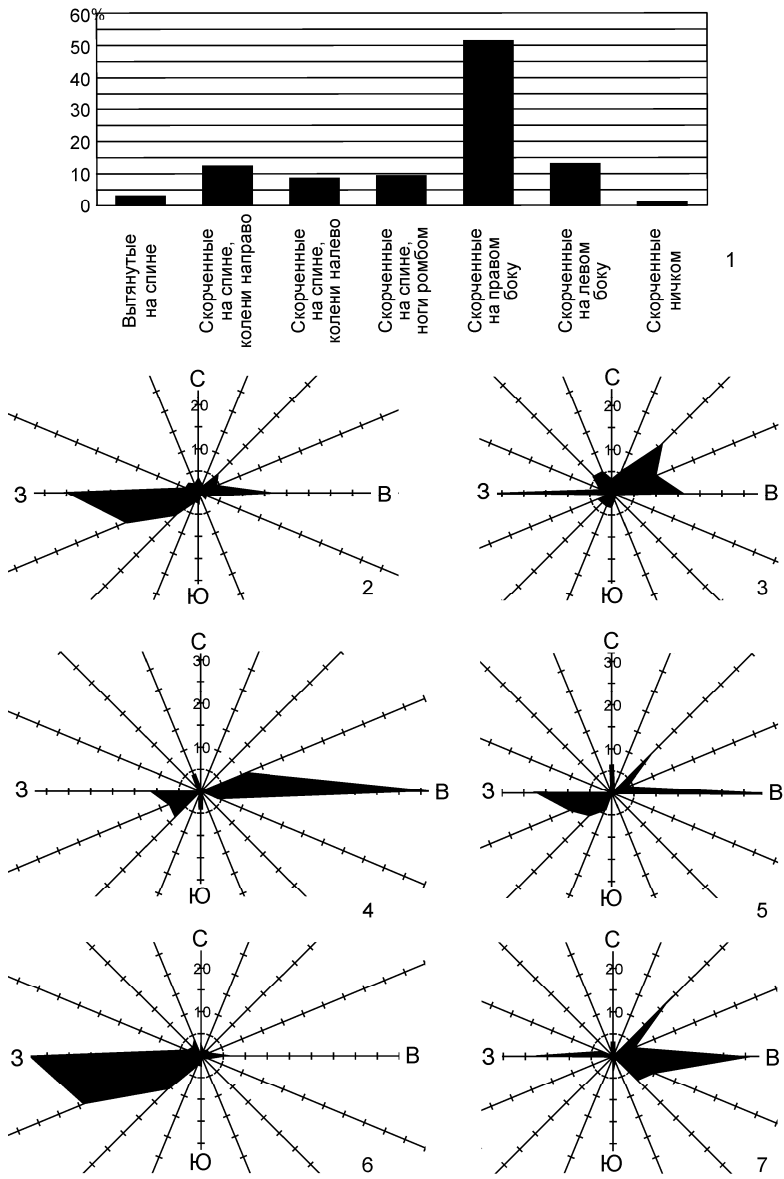 60%
50
40
30
20
10
0
Вытянутые
на спине
Скорченные
на спине,
колени направо
Скорченные
на спине,
колени налево
Скорченные
на спине,
ноги ромбом
Скорченные
на правом
боку
Скорченные
на левом
боку
Скорченные
ничком
1
С
20
10
З
В
Ю
2
С
20
10
З
В
Ю
3
С
30
20
10
З
В
Ю
4
С
30
20
10
З
В
Ю
5
С
20
10
З
В
Ю
6
С
20
10
З
В
Ю
7